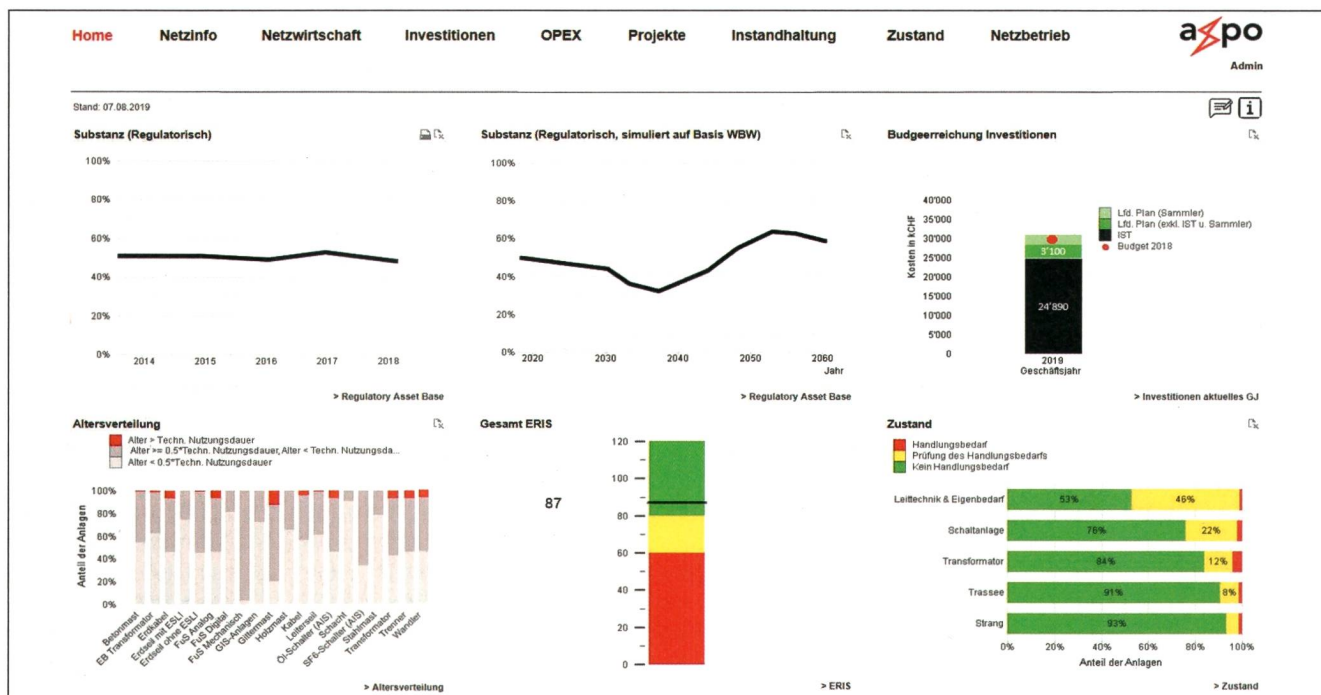 Home Netzinfo Netzwirtschaft Investitionen OPEX Projekte Instandhaltung Zustand Netzbetrieb axpo
Admin
Stand: 07.08.2019
Substanz (Regulatorisch)
100%
80%
60%
40%
20%
0%
2014 2015 2016 2017 2018
> Regulatory Asset Base
Substanz (Regulatorisch, simuliert auf Basis WBW)
100%
80%
60%
40%
20%
0%
2020 2030 2040 2050 2060
Jahr
> Regulatory Asset Base
Budgeerreichung Investitionen
Kosten in kCHF
40'000
35'000
30'000
25'000
20'000
15'000
10'000
5'000
0
3'100
24'890
2019
Geschäftsjahr
Lfd. Plan (Sammler)
Lfd. Plan (exkl. IST u. Sammler)
IST
Budget 2018
> Investitionen aktuelles GJ
Altersverteilung
Alter > Techn. Nutzungsdauer
Alter >= 0.5*Techn. Nutzungsdauer, Alter < Techn. Nutzungsda...
Alter < 0.5*Techn. Nutzungsdauer
Anteil der Anlagen
100%
80%
60%
40%
20%
0%
Betonmast
EB Transformator
Erdkabel
Erdseil mit ESLI
Erdseil ohne ESLI
FuS Analog
FuS Digital
FuS Mechanisch
GIS-Anlagen
Gittermast
Holzmast
Kabel
Leiterseil
Öl-Schalter (AIS)
Schacht
SF6-Schalter (AIS)
Stahlmast
Transformator
Trenner
Wandler
> Altersverteilung
Gesamt ERIS
87
120
100
80
60
40
20
0
> ERIS
Zustand
Handlungsbedarf
Prüfung des Handlungsbedarfs
Kein Handlungsbedarf
Leittechnik & Eigenbedarf 53% 46%
Schaltanlage 76% 22%
Transformator 84% 12%
Trassee 91% 8%
Strang 93%
0% 20% 40% 60% 80% 100%
Anteil der Anlagen
> Zustand